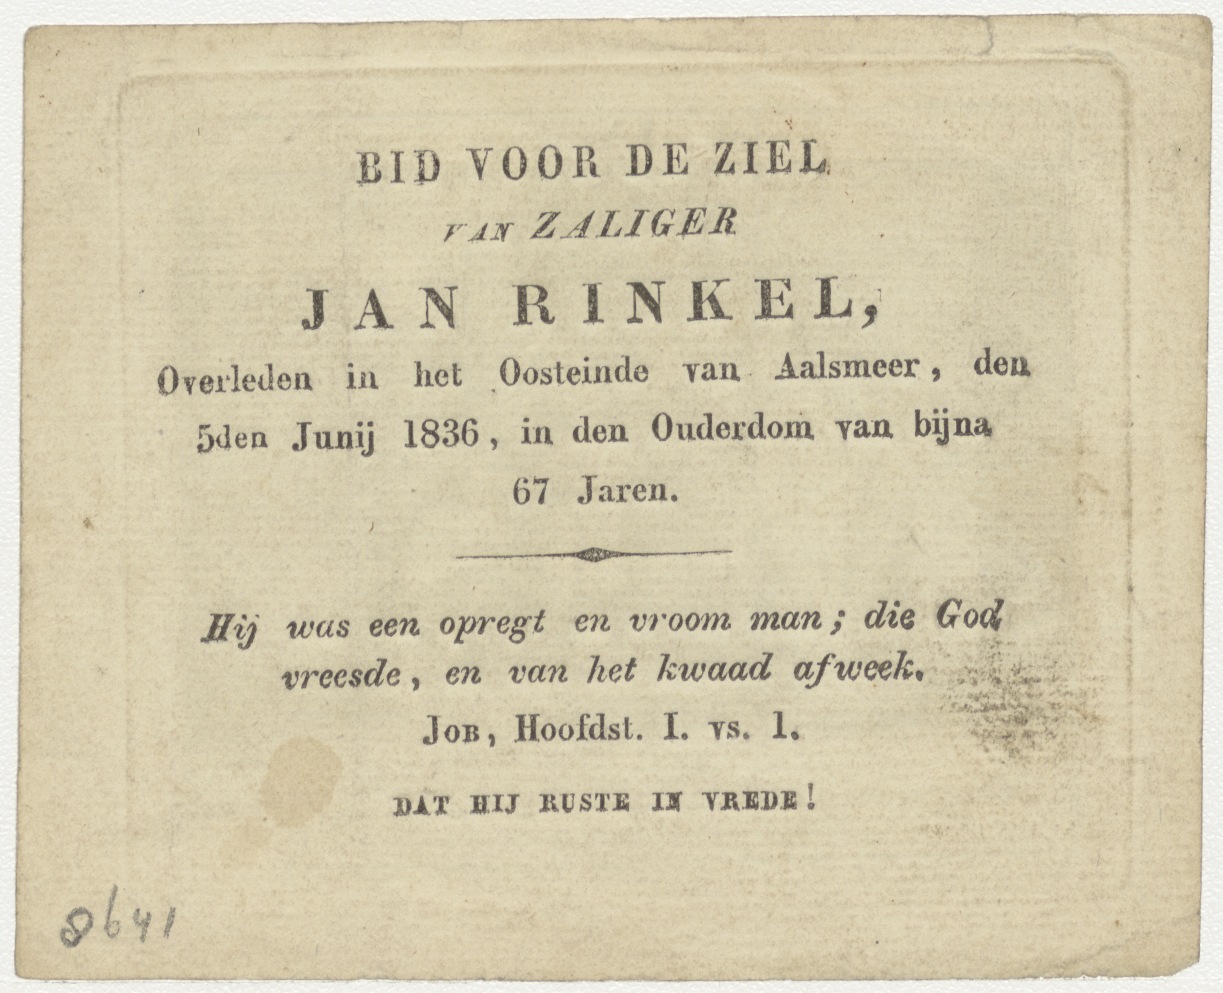 BID VOOR DE ZIEL
VAN ZALIGER
JAN RINKEL,
Overleden in het Oosteinde van Aalsmeer, den
5den Junij 1836, in den Ouderdom van bijna
67 Jaren.
Hij was een opregt en vroom man; die God
vreesde, en van het kwaad afweek.
JOB, Hoofdst. I. vs. 1.
DAT HIJ RUSTE IN VREDE!
8641